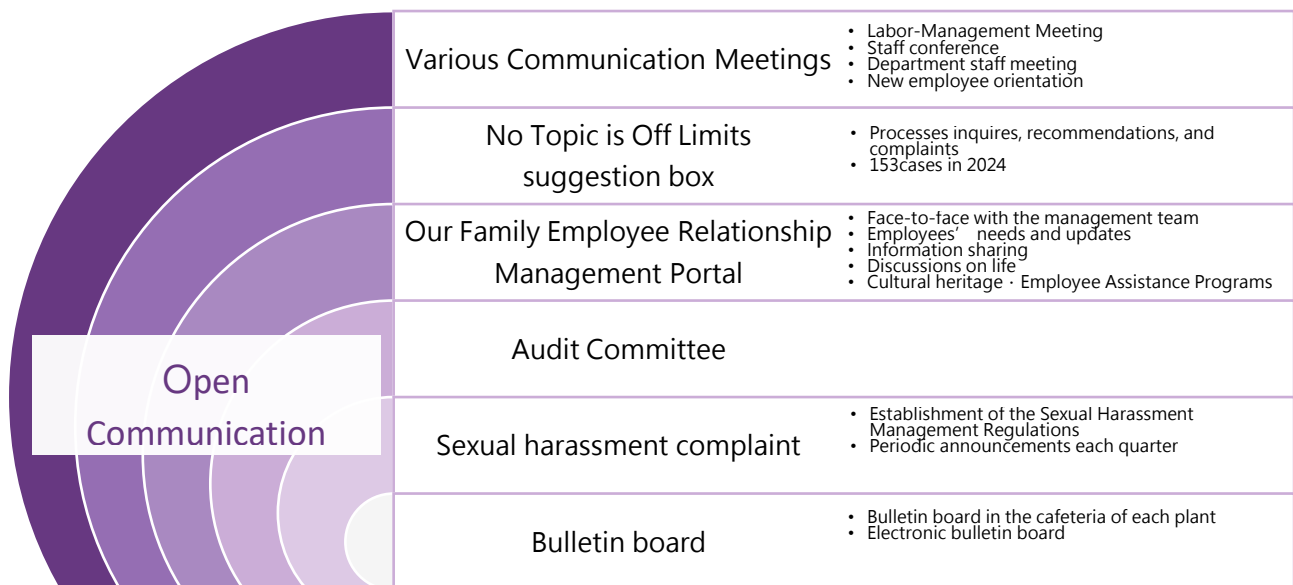 Open
Communication
Various Communication Meetings
• Labor-Management Meeting
• Staff conference
• Department staff meeting
• New employee orientation
No Topic is Off Limits
suggestion box
• Processes inquires, recommendations, and
complaints
• 153cases in 2024
Our Family Employee Relationship
Management Portal
• Face-to-face with the management team
• Employees’ needs and updates
• Information sharing
• Discussions on life
• Cultural heritage · Employee Assistance Programs
Audit Committee
Sexual harassment complaint
• Establishment of the Sexual Harassment
Management Regulations
• Periodic announcements each quarter
Bulletin board
• Bulletin board in the cafeteria of each plant
• Electronic bulletin board